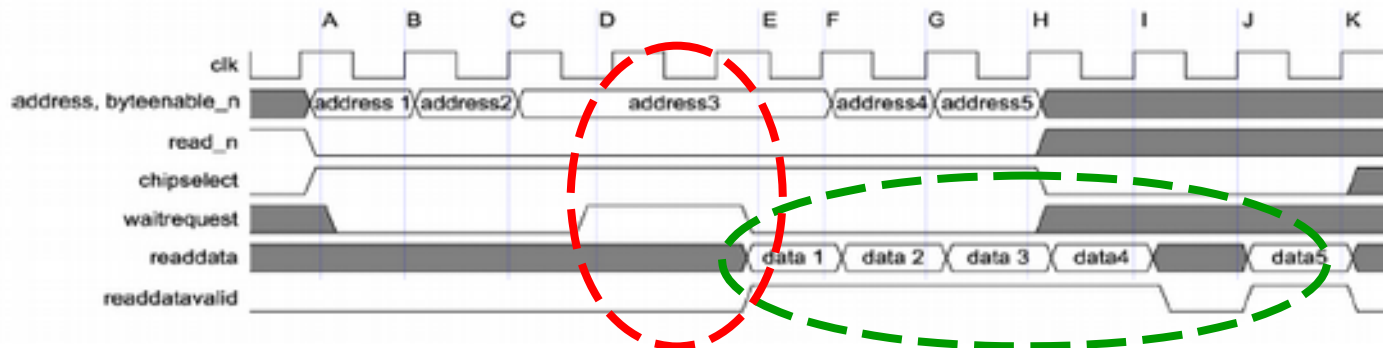 A B C D E F G H I J K
clk
address, byteenable_n address 1 address2 address3 address4 address5
read_n
chipselect
waitrequest
readdata data 1 data 2 data 3 data4 data5
readdatavalid